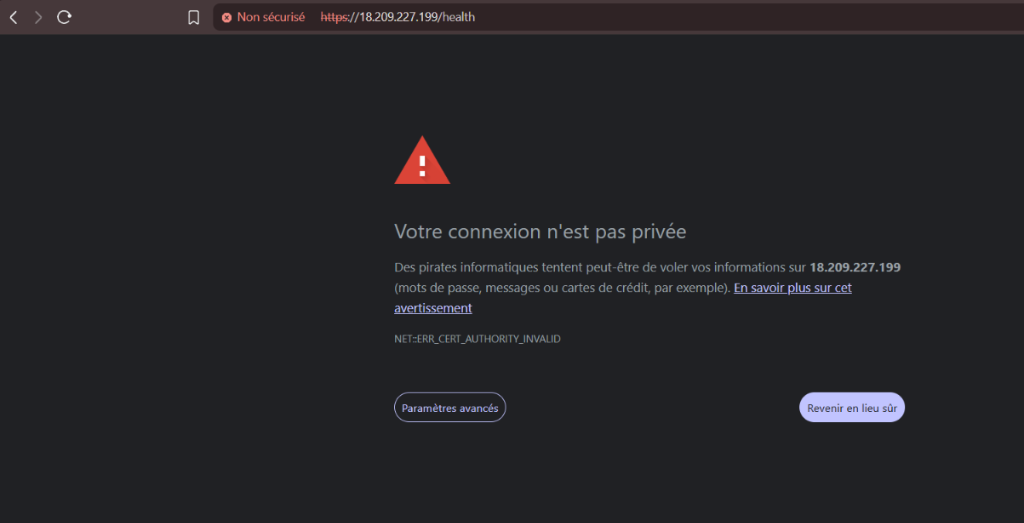 Non sécurisé https://18.209.227.199/health
Votre connexion n'est pas privée
Des pirates informatiques tentent peut-être de voler vos informations sur 18.209.227.199
(mots de passe, messages ou cartes de crédit, par exemple). En savoir plus sur cet
avertissement
NET::ERR_CERT_AUTHORITY_INVALID
Paramètres avancés Revenir en lieu sûr